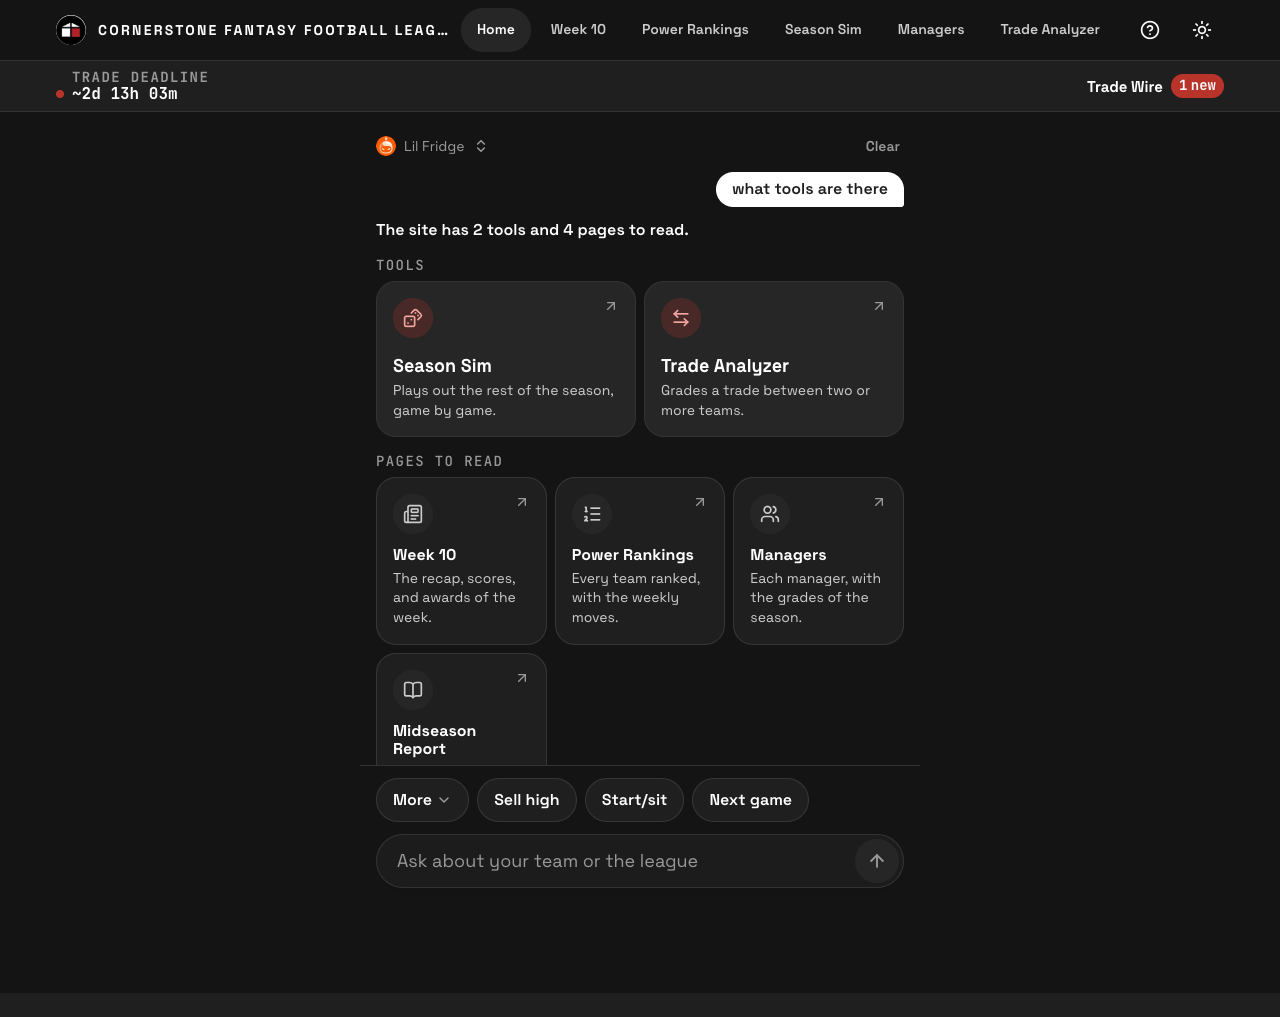 CORNERSTONE FANTASY FOOTBALL LEAG…
Home
Week 10
Power Rankings
Season Sim
Managers
Trade Analyzer
TRADE DEADLINE
~2d 13h 03m
Trade Wire
1 new
Lil Fridge
Clear
what tools are there
The site has 2 tools and 4 pages to read.
TOOLS
Season Sim
Plays out the rest of the season,
game by game.
Trade Analyzer
Grades a trade between two or
more teams.
PAGES TO READ
Week 10
The recap, scores,
and awards of the
week.
Power Rankings
Every team ranked,
with the weekly
moves.
Managers
Each manager, with
the grades of the
season.
Midseason
Report
More
Sell high
Start/sit
Next game
Ask about your team or the league